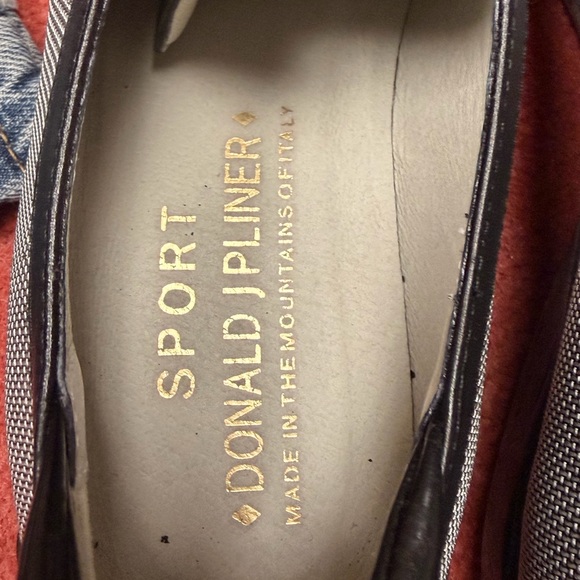 SPORT
DONALD J PLINER
MADE IN THE MOUNTAINS OF ITALY